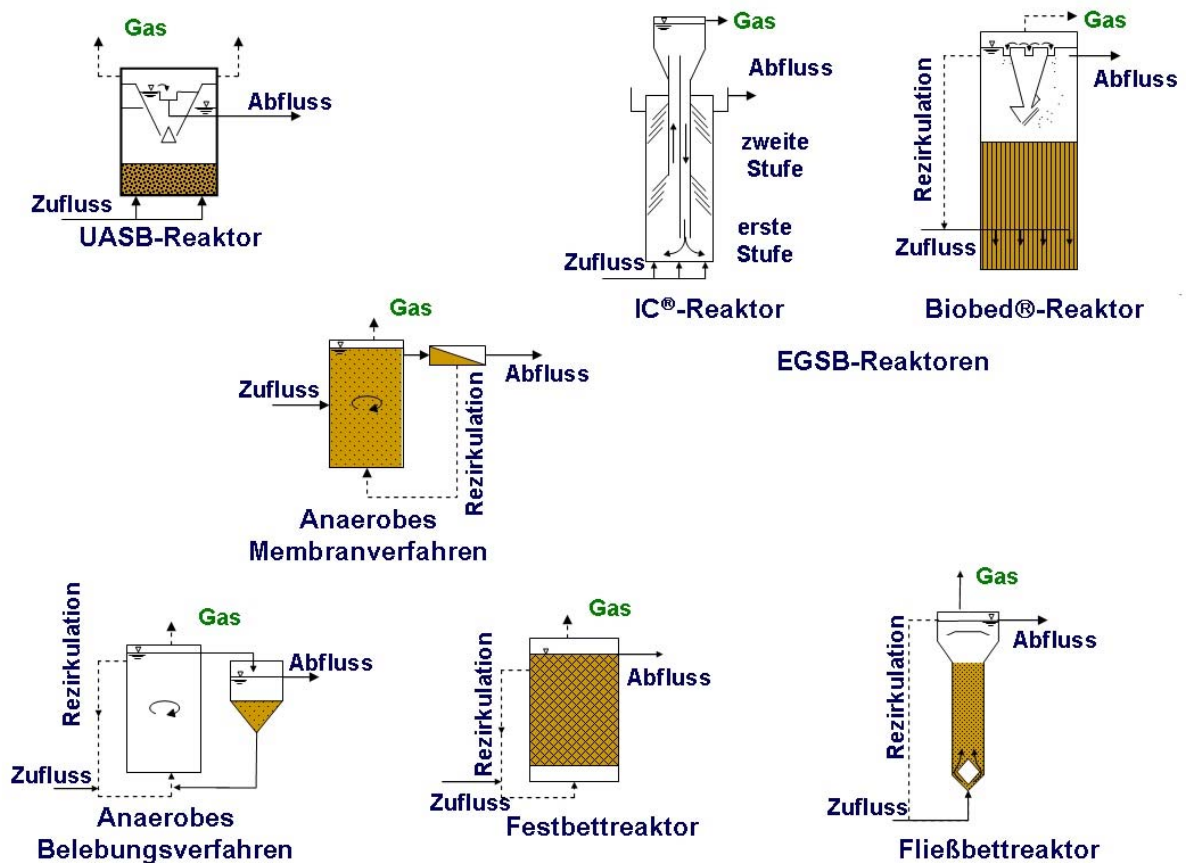 Gas
Abfluss
Zufluss
UASB-Reaktor
Gas
Abfluss
zweite
Stufe
erste
Stufe
Zufluss
IC®-Reaktor
Gas
Abfluss
Rezirkulation
Zufluss
Biobed®-Reaktor
EGSB-Reaktoren
Gas
Zufluss
Abfluss
Rezirkulation
Anaerobes
Membranverfahren
Gas
Rezirkulation
Abfluss
Zufluss
Anaerobes
Belebungsverfahren
Gas
Rezirkulation
Abfluss
Zufluss
Festbettreaktor
Gas
Rezirkulation
Abfluss
Zufluss
Fließbettreaktor